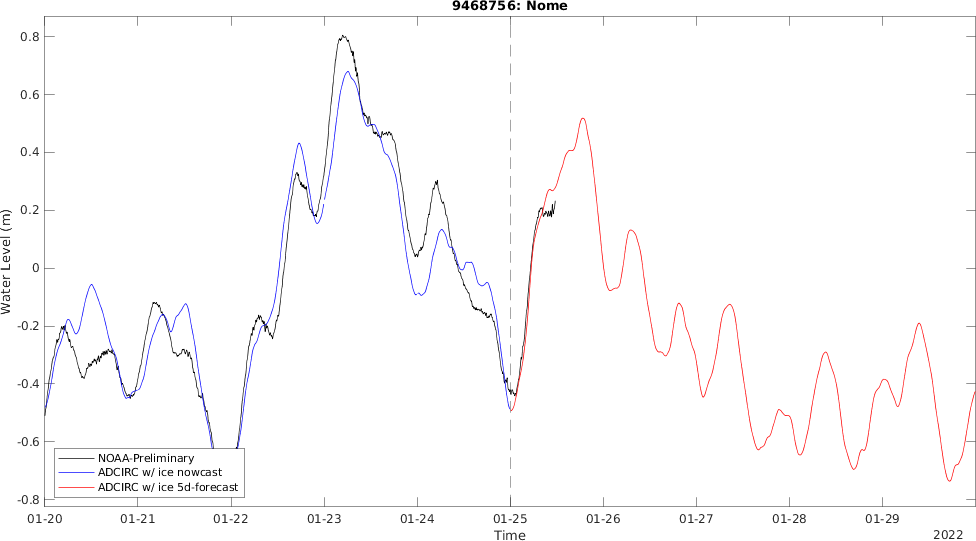 9468756: Nome
Water Level (m)
0.8
0.6
0.4
0.2
0
-0.2
-0.4
-0.6
-0.8
NOAA-Preliminary
ADCIRC w/ ice nowcast
ADCIRC w/ ice 5d-forecast
01-20 01-21 01-22 01-23 01-24 01-25 01-26 01-27 01-28 01-29
Time
2022